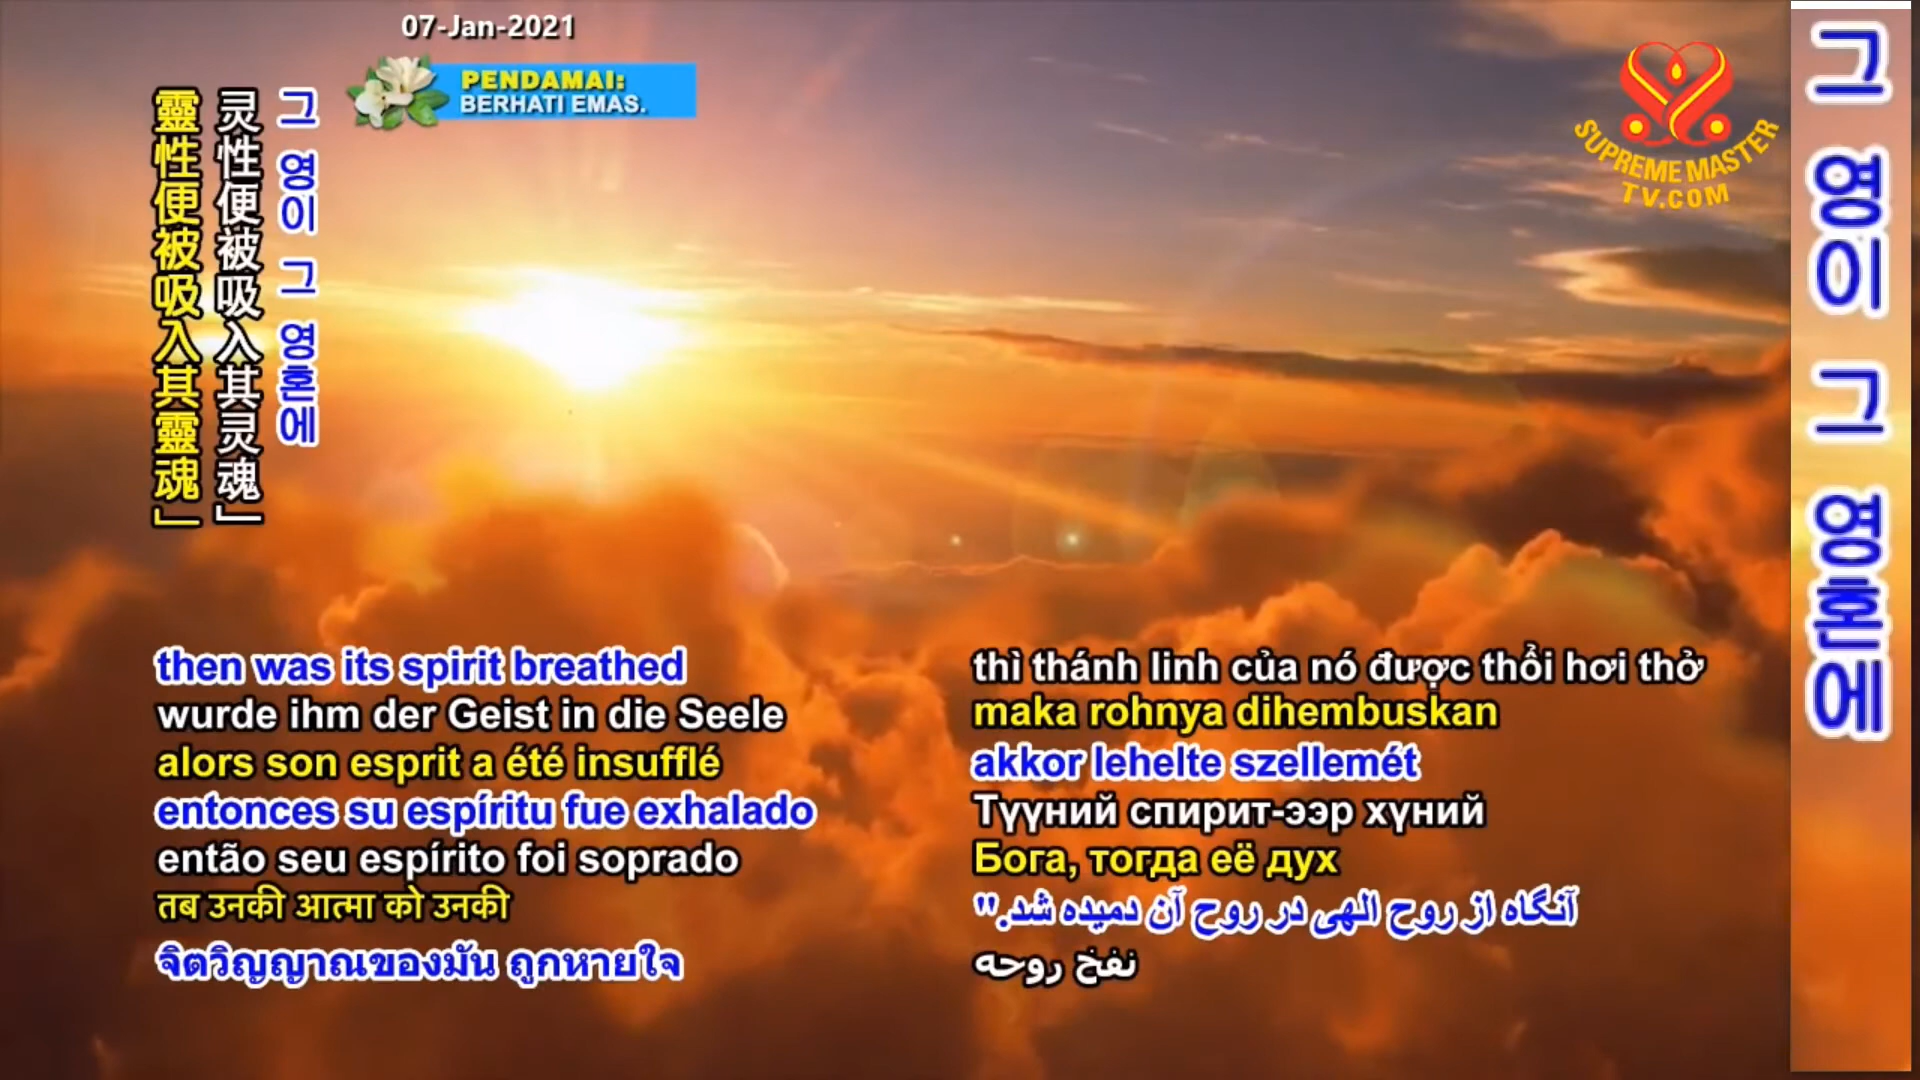 07-Jan-2021
PENDAMAI:
BERHATI EMAS.
SUPREME MASTER
TV.COM
靈性便被吸入其靈魂」
灵性便被吸入其灵魂」
그 영이 그 영혼에
그 영이 그 영혼에
then was its spirit breathed
wurde ihm der Geist in die Seele
alors son esprit a été insufflé
entonces su espíritu fue exhalado
então seu espírito foi soprado
तब उनकी आत्मा को उनकी
จิตวิญญาณของมัน ถูกหายใจ
thì thánh linh của nó được thổi hơi thở
maka rohnya dihembuskan
akkor lehelte szellemét
Түүний спирит-ээр хүний
Бога, тогда её дух
آنگاه از روح الهی در روح آن دمیده شد."
نفخ روحه